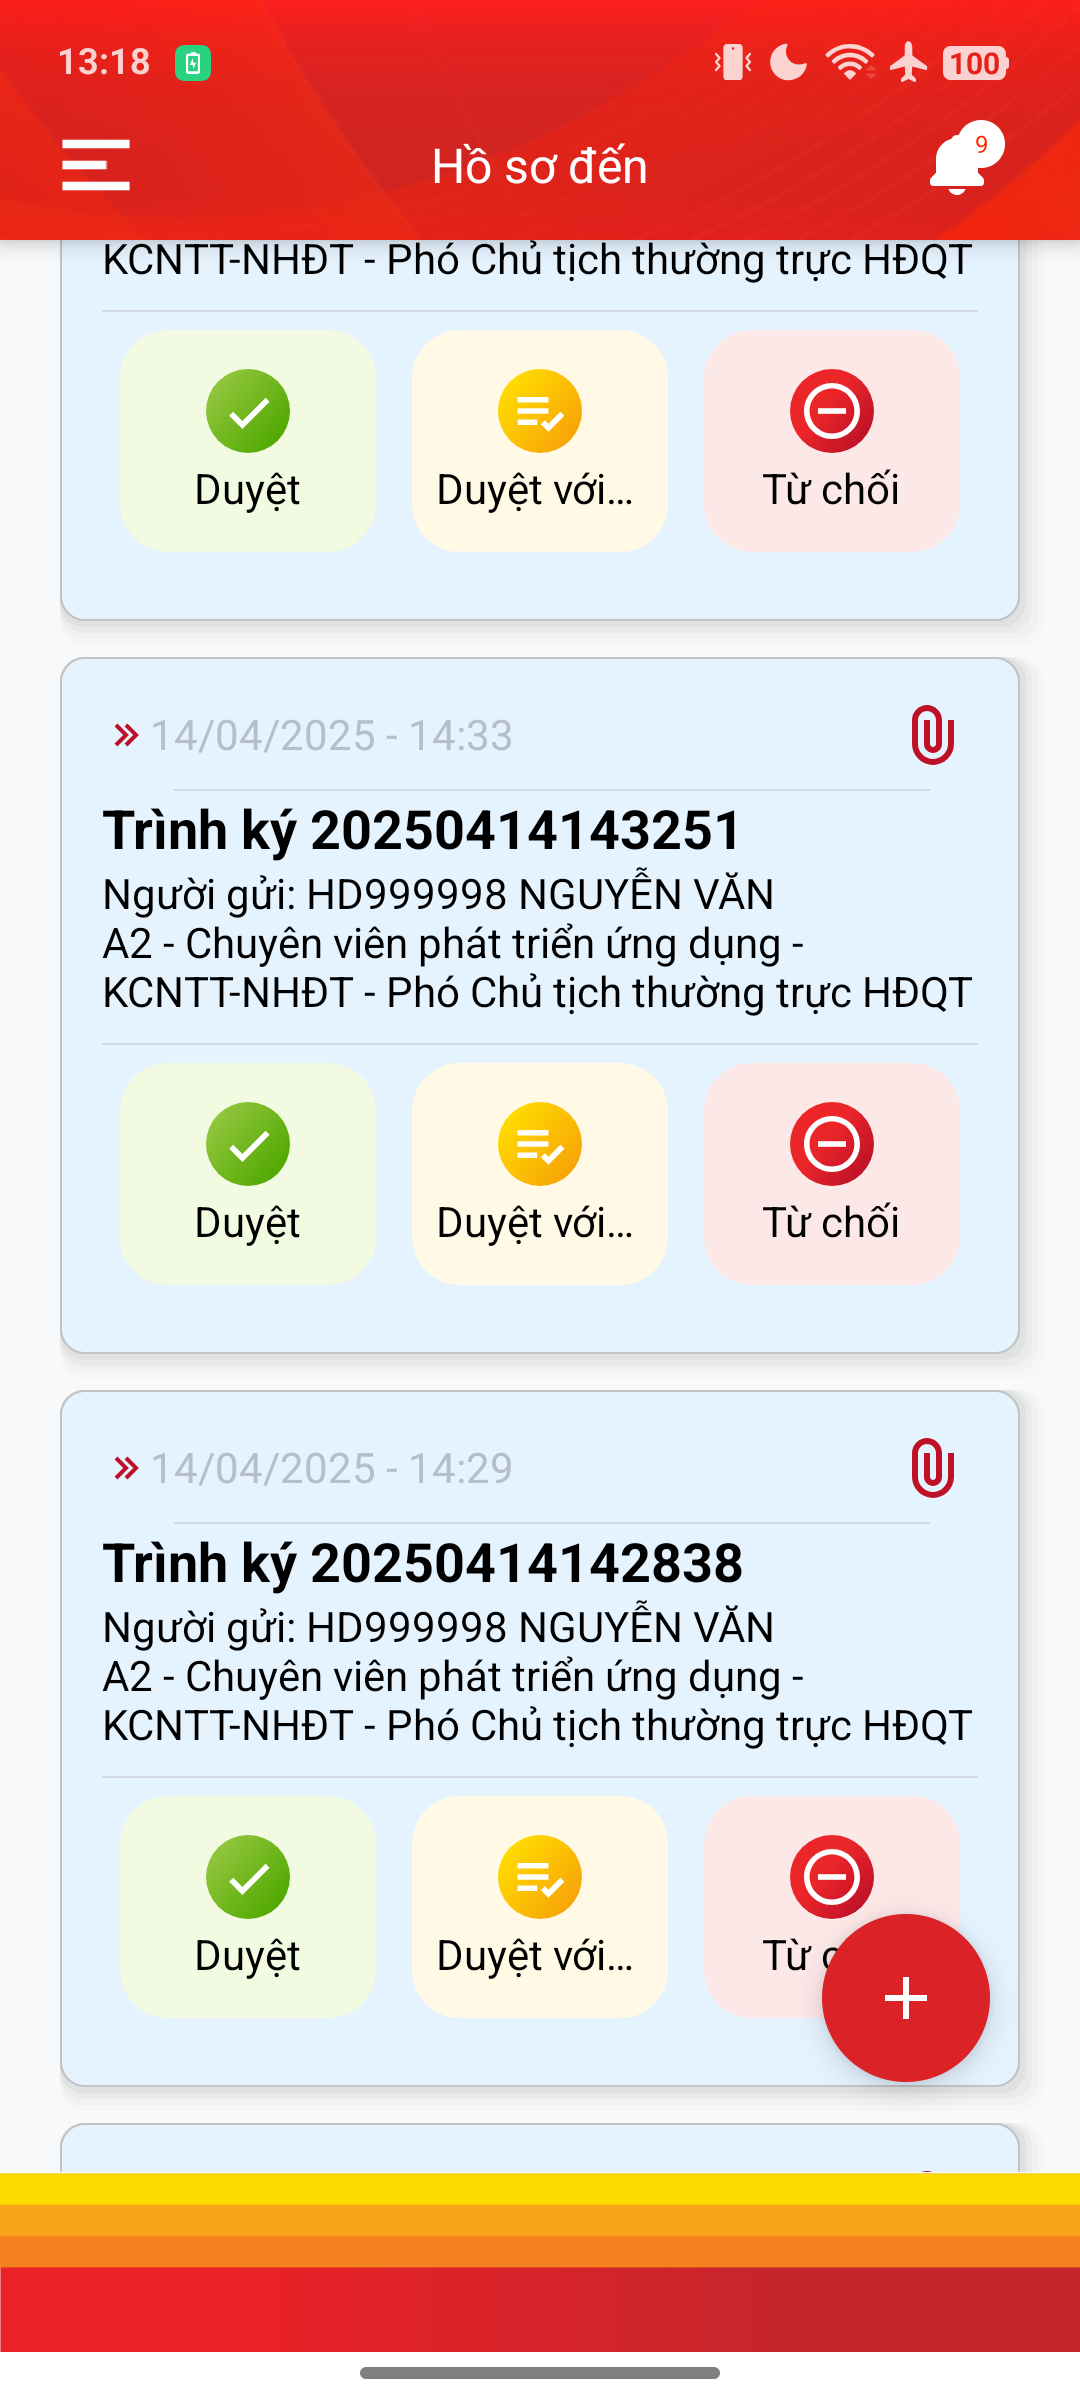 13:18
100
Hồ sơ đến
9
KCNTT-NHĐT - Phó Chủ tịch thường trực HĐQT
Duyệt
Duyệt với...
Từ chối
14/04/2025 - 14:33
Trình ký 20250414143251
Người gửi: HD999998 NGUYỄN VĂN
A2 - Chuyên viên phát triển ứng dụng -
KCNTT-NHĐT - Phó Chủ tịch thường trực HĐQT
Duyệt
Duyệt với...
Từ chối
14/04/2025 - 14:29
Trình ký 20250414142838
Người gửi: HD999998 NGUYỄN VĂN
A2 - Chuyên viên phát triển ứng dụng -
KCNTT-NHĐT - Phó Chủ tịch thường trực HĐQT
Duyệt
Duyệt với...
Từ